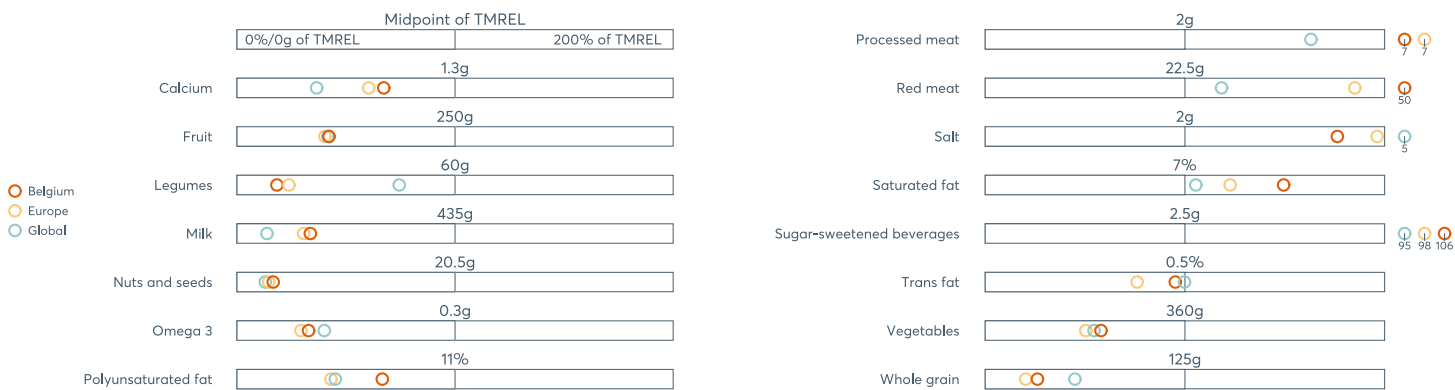 Midpoint of TMREL
0%/0g of TMREL 200% of TMREL
1.3g
Calcium
250g
Fruit
60g
Legumes
435g
Milk
20.5g
Nuts and seeds
0.3g
Omega 3
11%
Polyunsaturated fat
Belgium
Europe
Global
2g
Processed meat
7 7
22.5g
Red meat
50
2g
Salt
5
7%
Saturated fat
2.5g
Sugar-sweetened beverages
95 98 106
0.5%
Trans fat
360g
Vegetables
125g
Whole grain